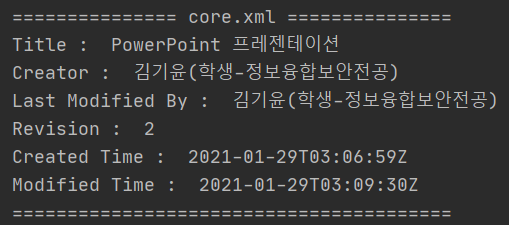 =============== core.xml ===============
Title :  PowerPoint 프레젠테이션
Creator :  김기윤(학생-정보융합보안전공)
Last Modified By :  김기윤(학생-정보융합보안전공)
Revision :  2
Created Time :  2021-01-29T03:06:59Z
Modified Time :  2021-01-29T03:09:30Z
========================================